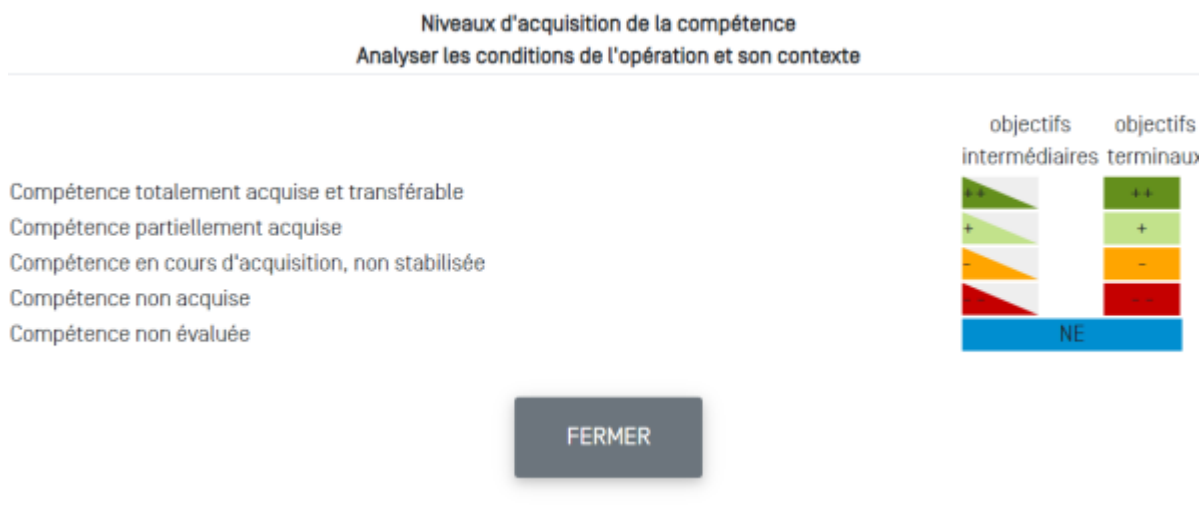 Niveaux d'acquisition de la compétence
Analyser les conditions de l'opération et son contexte
objectifs objectifs
intermédiaires terminaux
Compétence totalement acquise et transférable ++ ++
Compétence partiellement acquise + +
Compétence en cours d'acquisition, non stabilisée - -
Compétence non acquise -- --
Compétence non évaluée NE
FERMER